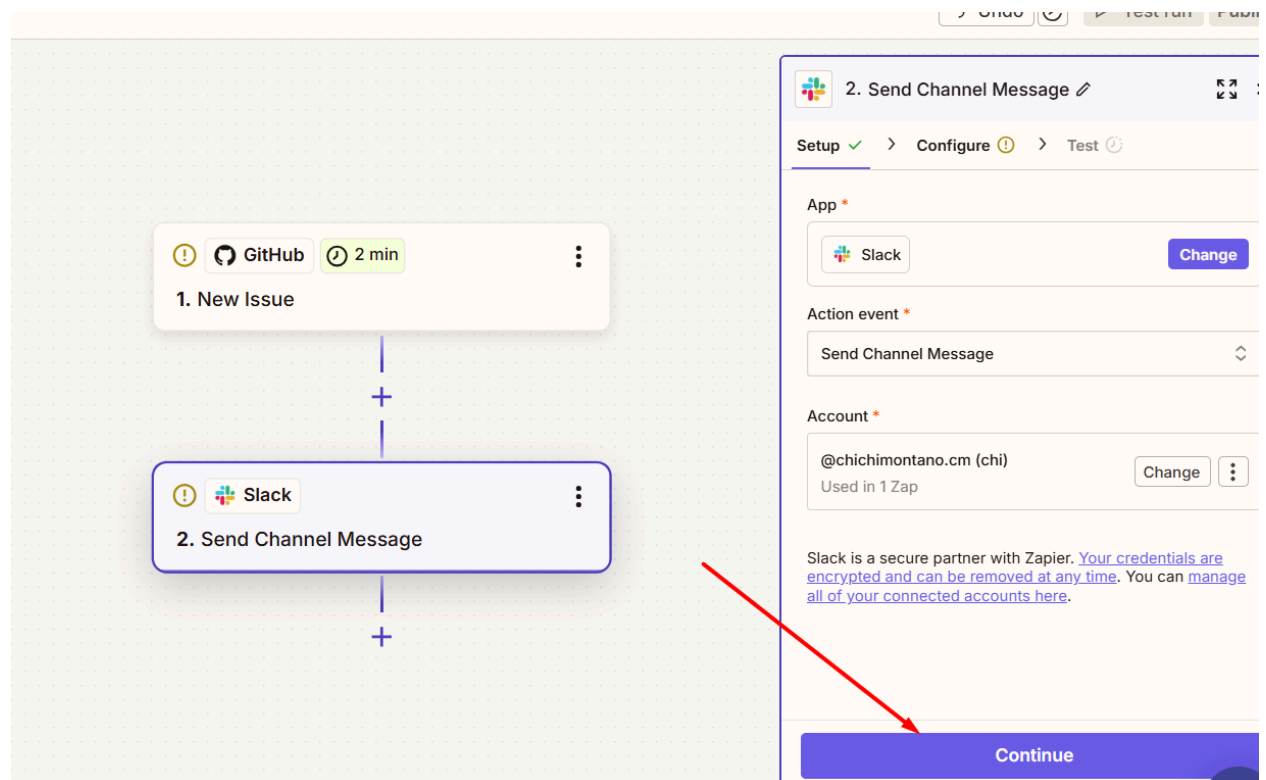 Undo
Test run
2. Send Channel Message
Setup
Configure
Test
App *
Slack
Change
Action event *
Send Channel Message
Account *
@chichimontano.cm (chi)
Used in 1 Zap
Change
Slack is a secure partner with Zapier. Your credentials are
encrypted and can be removed at any time. You can manage
all of your connected accounts here.
Continue
GitHub
2 min
1. New Issue
Slack
2. Send Channel Message